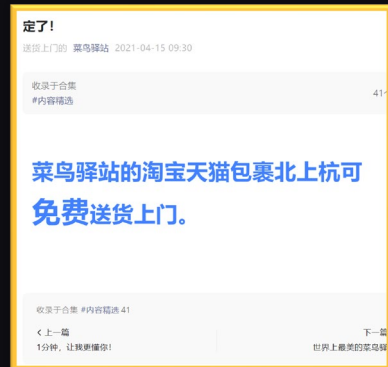 定了!
送货上门的 菜鸟驿站 2021-04-15 09:30
收录于合集
#内容精选
41个
菜鸟驿站的淘宝天猫包裹北上杭可
免费送货上门。
收录于合集 #内容精选 41
<上一篇
下一篇
1分钟，让我更懂你!
世界上最美的菜鸟驿